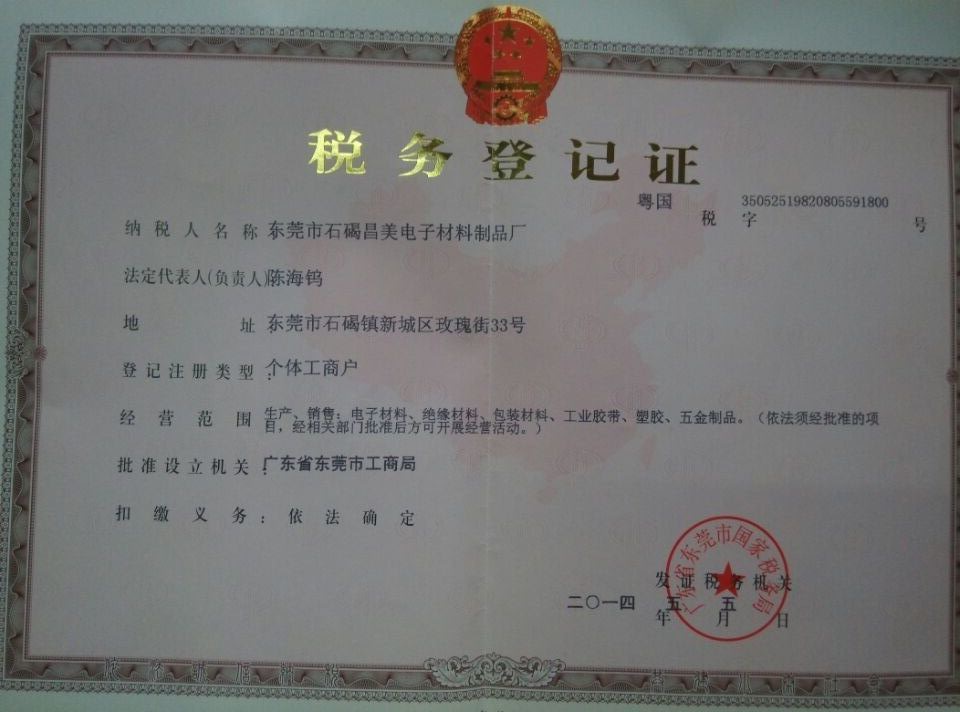 税务登记证
粤国 税 字 35052519820805591800 号
纳税人名称 东莞市石碣昌美电子材料制品厂
法定代表人(负责人)陈海钨
地 址 东莞市石碣镇新城区玫瑰街33号
登记注册类型: 个体工商户
经营范围 生产、销售:电子材料、绝缘材料、包装材料、工业胶带、塑胶、五金制品。(依法须经批准的项
目,经相关部门批准后方可开展经营活动。)
批准设立机关: 广东省东莞市工商局
扣缴义务: 依法确定
广东省东莞市国家税务局
发证税务机关
二〇一四 年 五 月 五 日